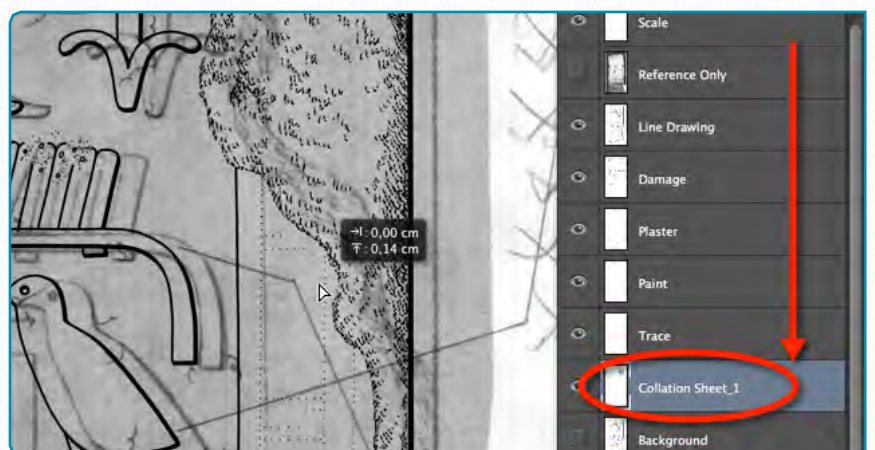 Scale
Reference Only
Line Drawing
Damage
→I : 0,00 cm
Plaster
⊼ : 0,14 cm
Paint
Trace
Collation Sheet_1
Background